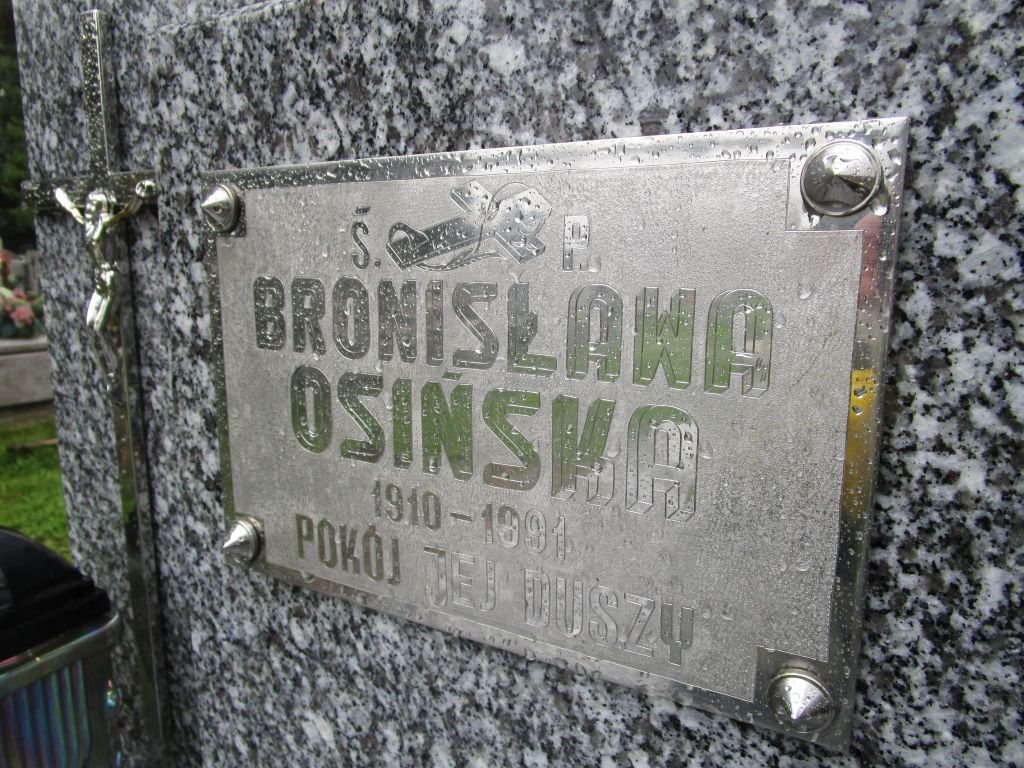 Ś. P.
BRONISŁAWA
OSIŃSKA
1910-1991
POKÓJ JEJ DUSZY